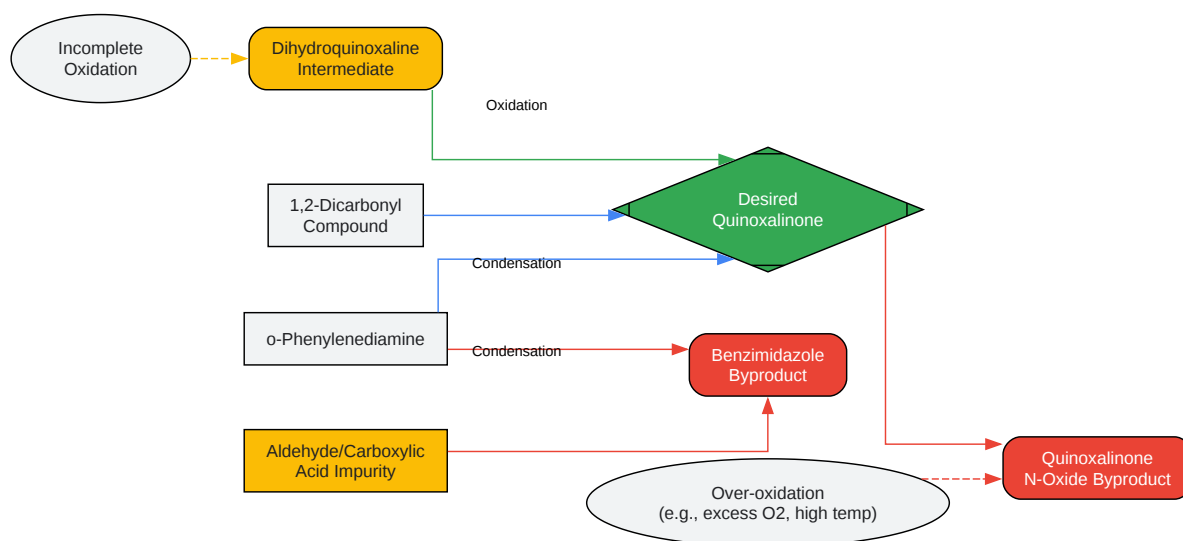 Incomplete
Oxidation
Dihydroquinoxaline
Intermediate
Oxidation
1,2-Dicarbonyl
Compound
Desired
Quinoxalinone
Condensation
o-Phenylenediamine
Condensation
Benzimidazole
Byproduct
Aldehyde/Carboxylic
Acid Impurity
Over-oxidation
(e.g., excess O2, high temp)
Quinoxalinone
N-Oxide Byproduct